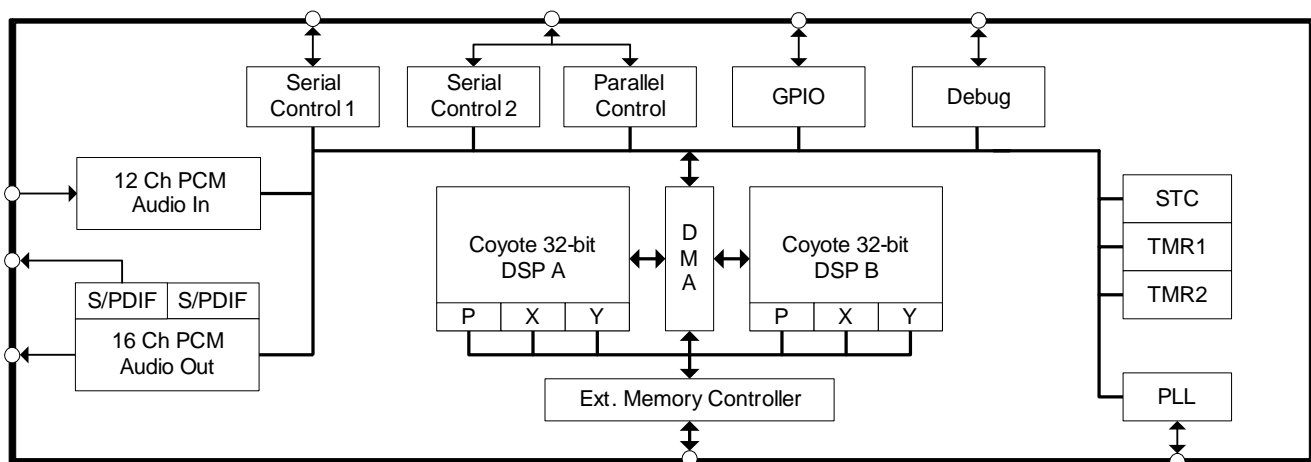 Serial
Control 1
Serial
Control 2
Parallel
Control
GPIO
Debug
12 Ch PCM
Audio In
S/PDIF
S/PDIF
16 Ch PCM
Audio Out
Coyote 32-bit
DSP A
P
X
Y
D
M
A
Coyote 32-bit
DSP B
P
X
Y
Ext. Memory Controller
STC
TMR1
TMR2
PLL